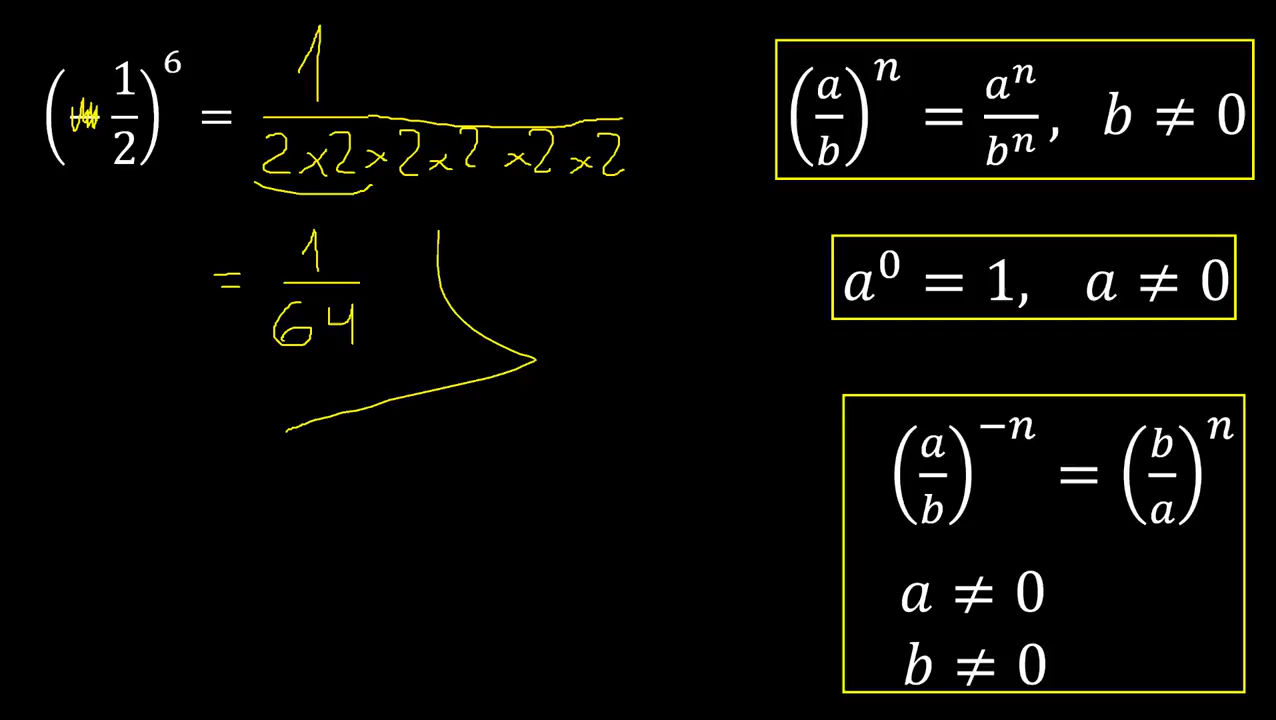 (- 1/2)^6 = 1/(2×2×2×2×2×2)
= 1/64
(a/b)^n = a^n/b^n, b ≠ 0
a^0 = 1, a ≠ 0
(a/b)^−n = (b/a)^n
a ≠ 0
b ≠ 0